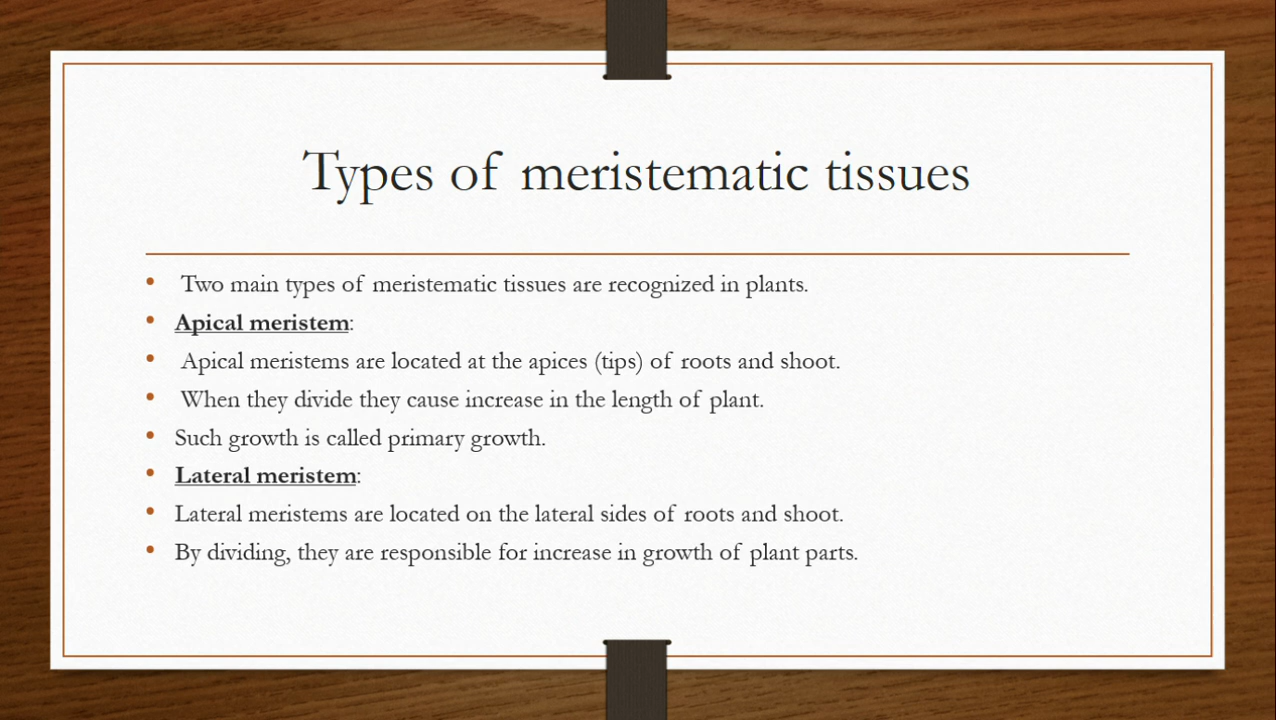 Types of meristematic tissues
• Two main types of meristematic tissues are recognized in plants.
• Apical meristem:
• Apical meristems are located at the apices (tips) of roots and shoot.
• When they divide they cause increase in the length of plant.
• Such growth is called primary growth.
• Lateral meristem:
• Lateral meristems are located on the lateral sides of roots and shoot.
• By dividing, they are responsible for increase in growth of plant parts.